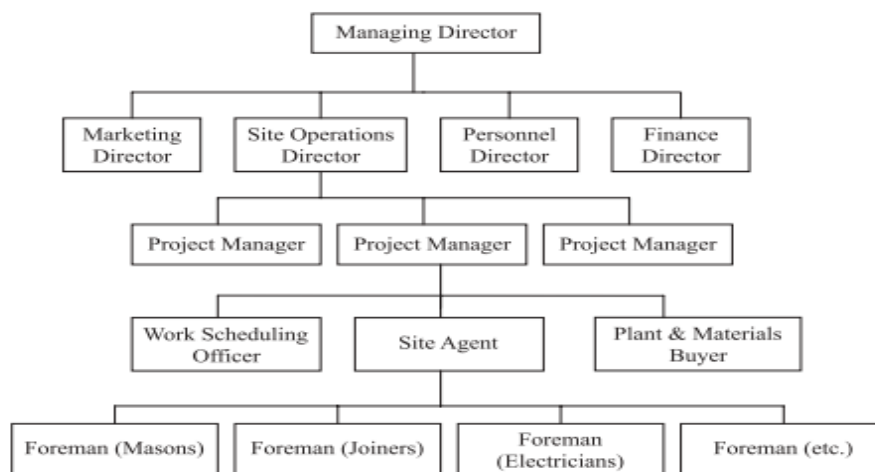 Managing Director
Marketing
Director
Site Operations
Director
Personnel
Director
Finance
Director
Project Manager
Project Manager
Project Manager
Work Scheduling
Officer
Site Agent
Plant & Materials
Buyer
Foreman (Masons)
Foreman (Joiners)
Foreman
(Electricians)
Foreman (etc.)